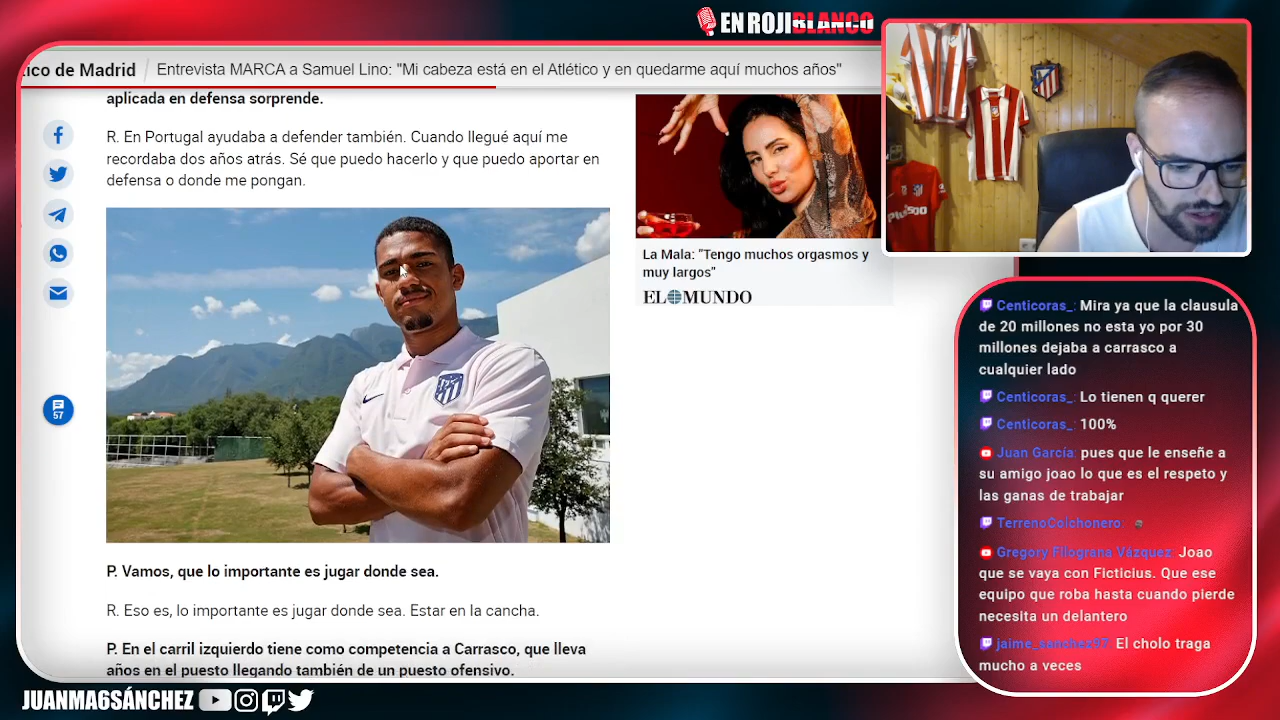 EN ROJIBLANCO
ico de Madrid
Entrevista MARCA a Samuel Lino: "Mi cabeza está en el Atlético y en quedarme aquí muchos años"
aplicada en defensa sorprende.
R. En Portugal ayudaba a defender también. Cuando llegué aquí me
recordaba dos años atrás. Sé que puedo hacerlo y que puedo aportar en
defensa o donde me pongan.
57
P. Vamos, que lo importante es jugar donde sea.
R. Eso es, lo importante es jugar donde sea. Estar en la cancha.
P. En el carril izquierdo tiene como competencia a Carrasco, que lleva
años en el puesto llegando también de un puesto ofensivo.
La Mala: "Tengo muchos orgasmos y
muy largos"
EL MUNDO
Plus500
Centicoras_: Mira ya que la clausula
de 20 millones no esta yo por 30
millones dejaba a carrasco a
cualquier lado
Centicoras_: Lo tienen q querer
Centicoras_: 100%
Juan García: pues que le enseñe a
su amigo joao lo que es el respeto y
las ganas de trabajar
TerrenoColchonero:
Gregory Filograna Vázquez: Joao
que se vaya con Ficticius. Que ese
equipo que roba hasta cuando pierde
necesita un delantero
jaime_sanchez97: El cholo traga
mucho a veces
JUANMA6SÁNCHEZ